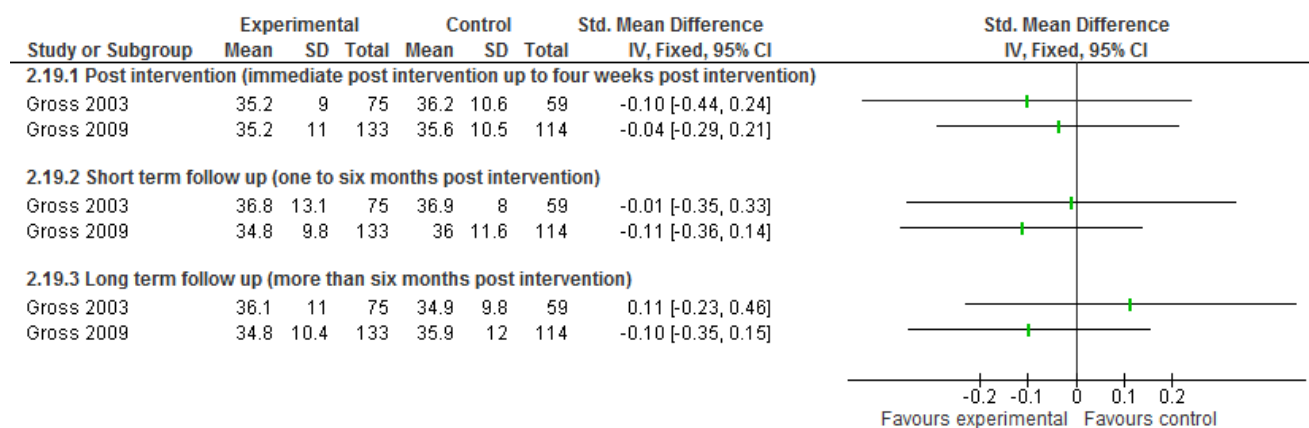 Experimental Control Std. Mean Difference Std. Mean Difference
Study or Subgroup Mean SD Total Mean SD Total IV, Fixed, 95% CI IV, Fixed, 95% CI
2.19.1 Post intervention (immediate post intervention up to four weeks post intervention)
Gross 2003 35.2 9 75 36.2 10.6 59 -0.10 [-0.44, 0.24]
Gross 2009 35.2 11 133 35.6 10.5 114 -0.04 [-0.29, 0.21]
2.19.2 Short term follow up (one to six months post intervention)
Gross 2003 36.8 13.1 75 36.9 8 59 -0.01 [-0.35, 0.33]
Gross 2009 34.8 9.8 133 36 11.6 114 -0.11 [-0.36, 0.14]
2.19.3 Long term follow up (more than six months post intervention)
Gross 2003 36.1 11 75 34.9 9.8 59 0.11 [-0.23, 0.46]
Gross 2009 34.8 10.4 133 35.9 12 114 -0.10 [-0.35, 0.15]
-0.2 -0.1 0 0.1 0.2
Favours experimental Favours control